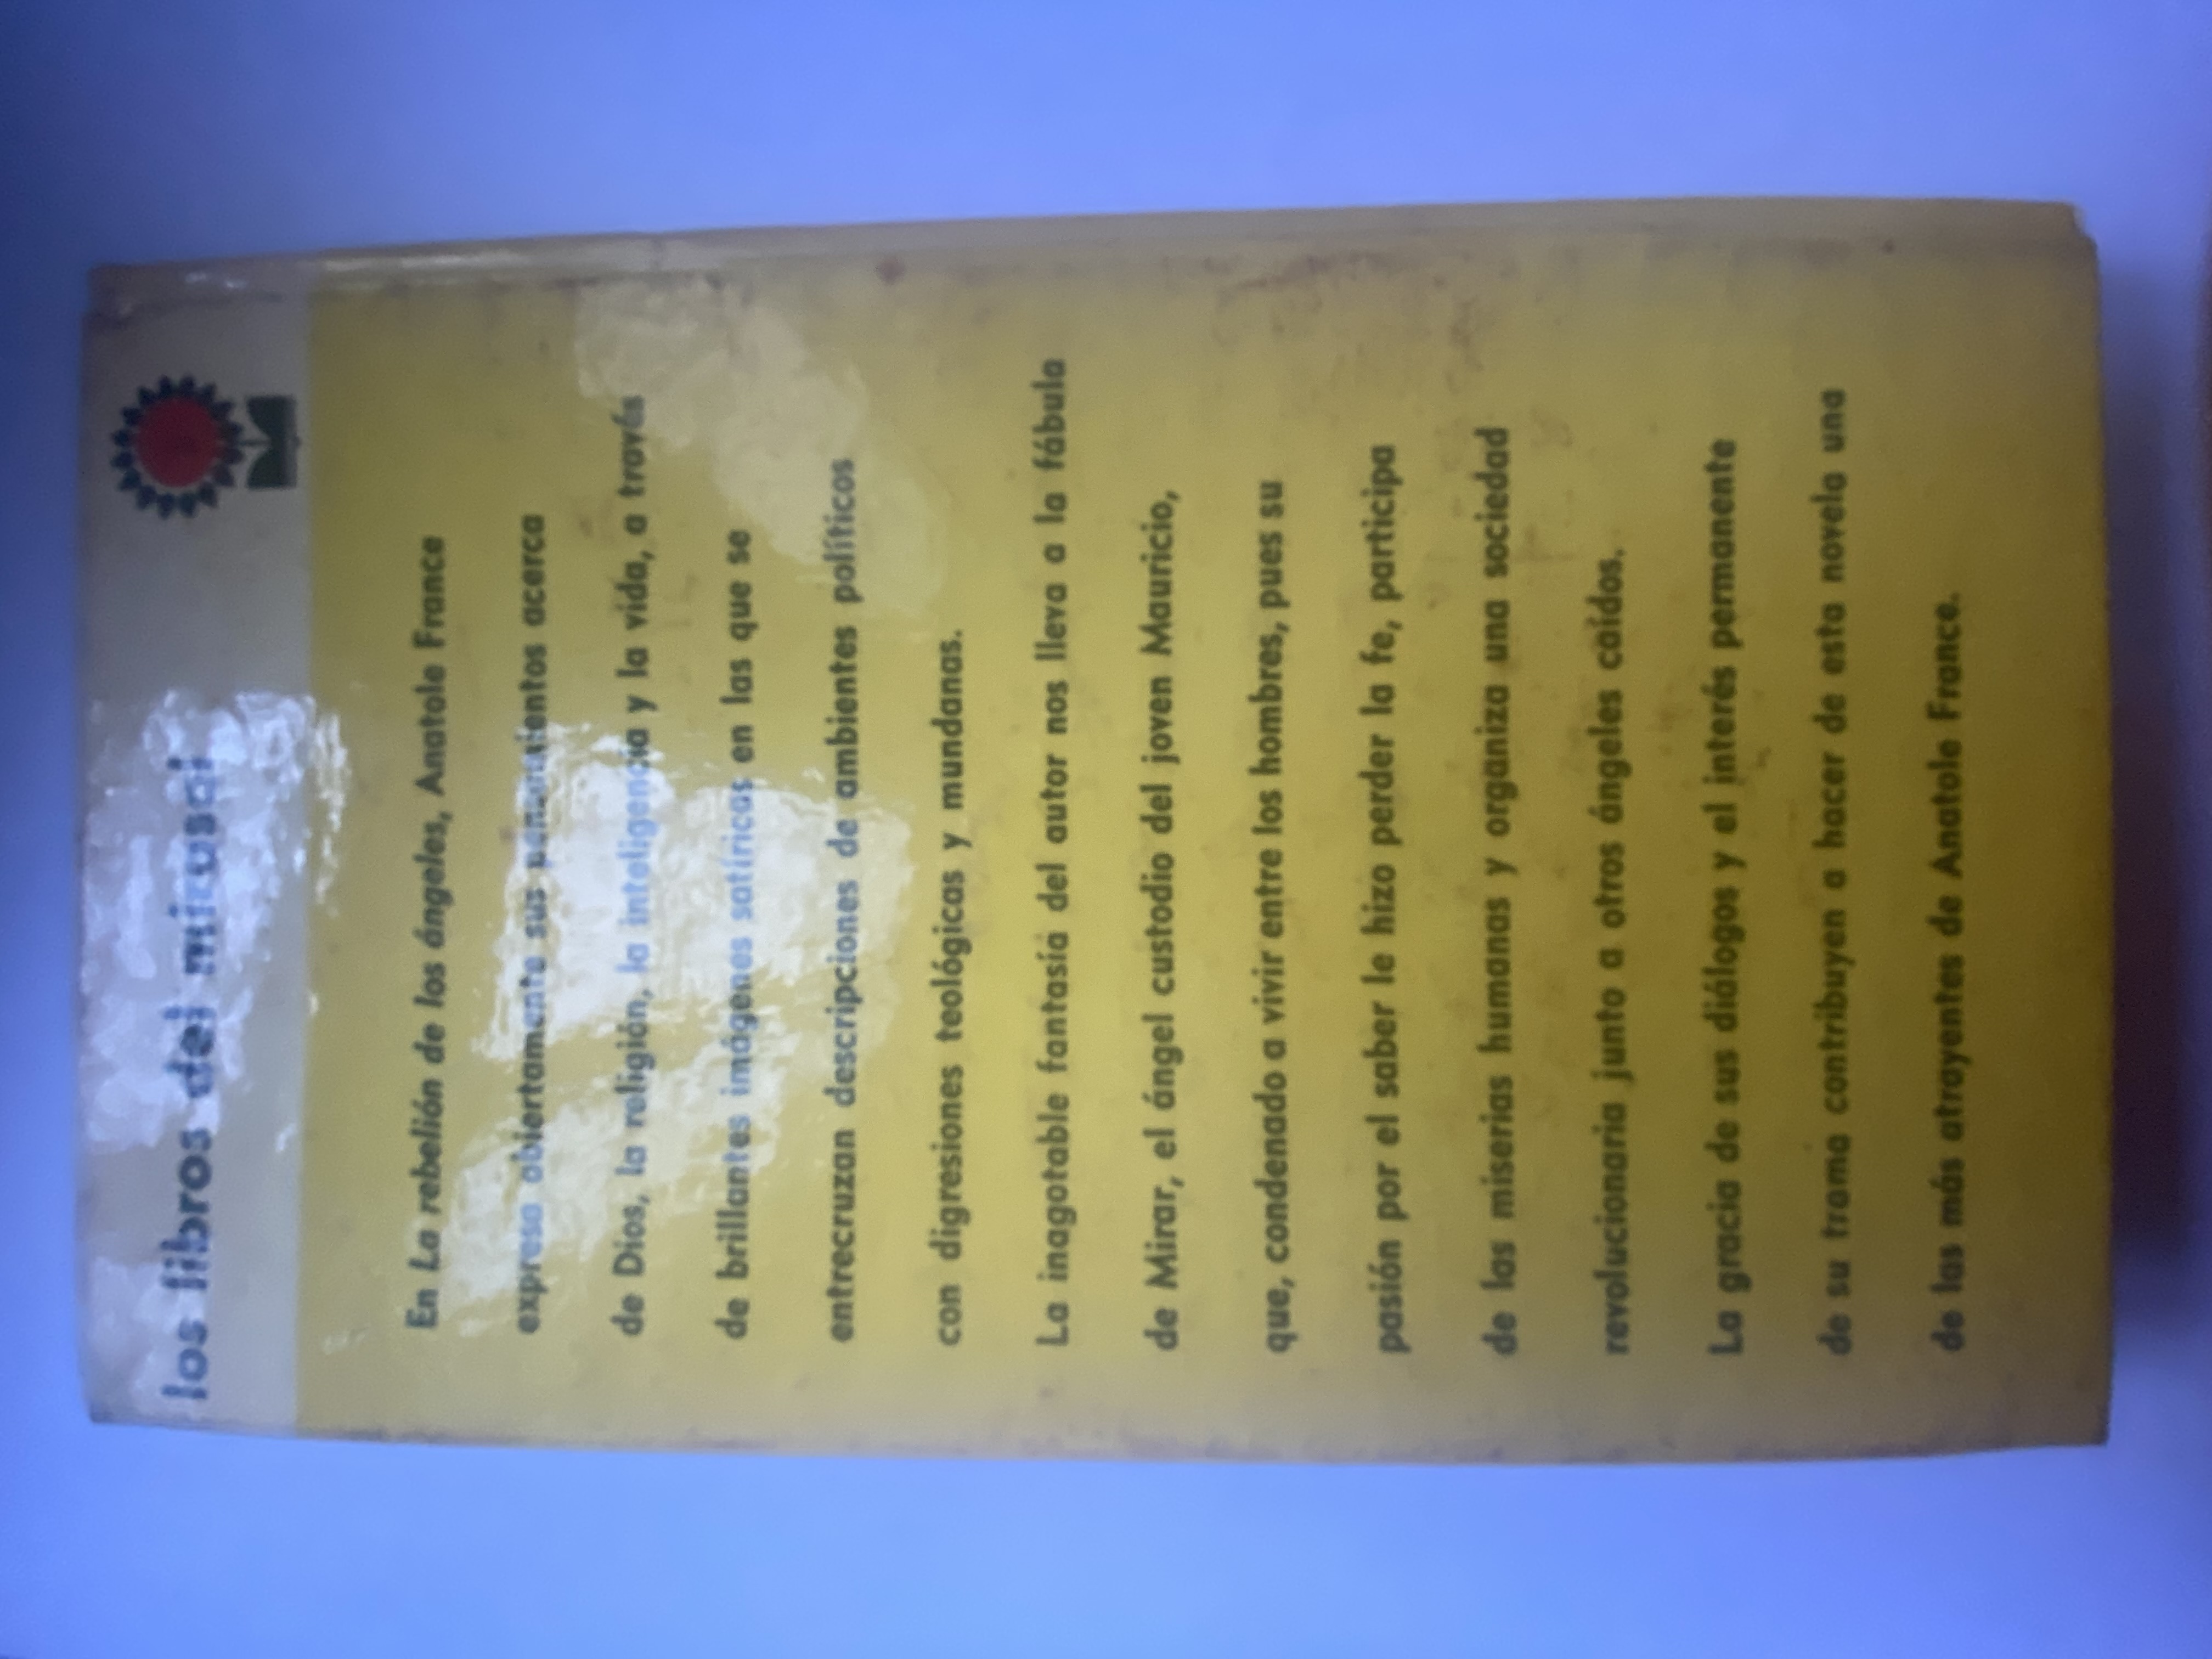 los libros del mirasol
En La rebelión de los ángeles, Anatole France
expresa abiertamente sus pensamientos acerca
de Dios, la religión, la inteligencia y la vida, a través
de brillantes imágenes satíricas en las que se
entrecruzan descripciones de ambientes políticos
con digresiones teológicas y mundanas.
La inagotable fantasía del autor nos lleva a la fábula
de Mirar, el ángel custodio del joven Mauricio,
que, condenado a vivir entre los hombres, pues su
pasión por el saber le hizo perder la fe, participa
de las miserias humanas y organiza una sociedad
revolucionaria junto a otros ángeles caídos.
La gracia de sus diálogos y el interés permanente
de su trama contribuyen a hacer de esta novela una
de las más atrayentes de Anatole France.